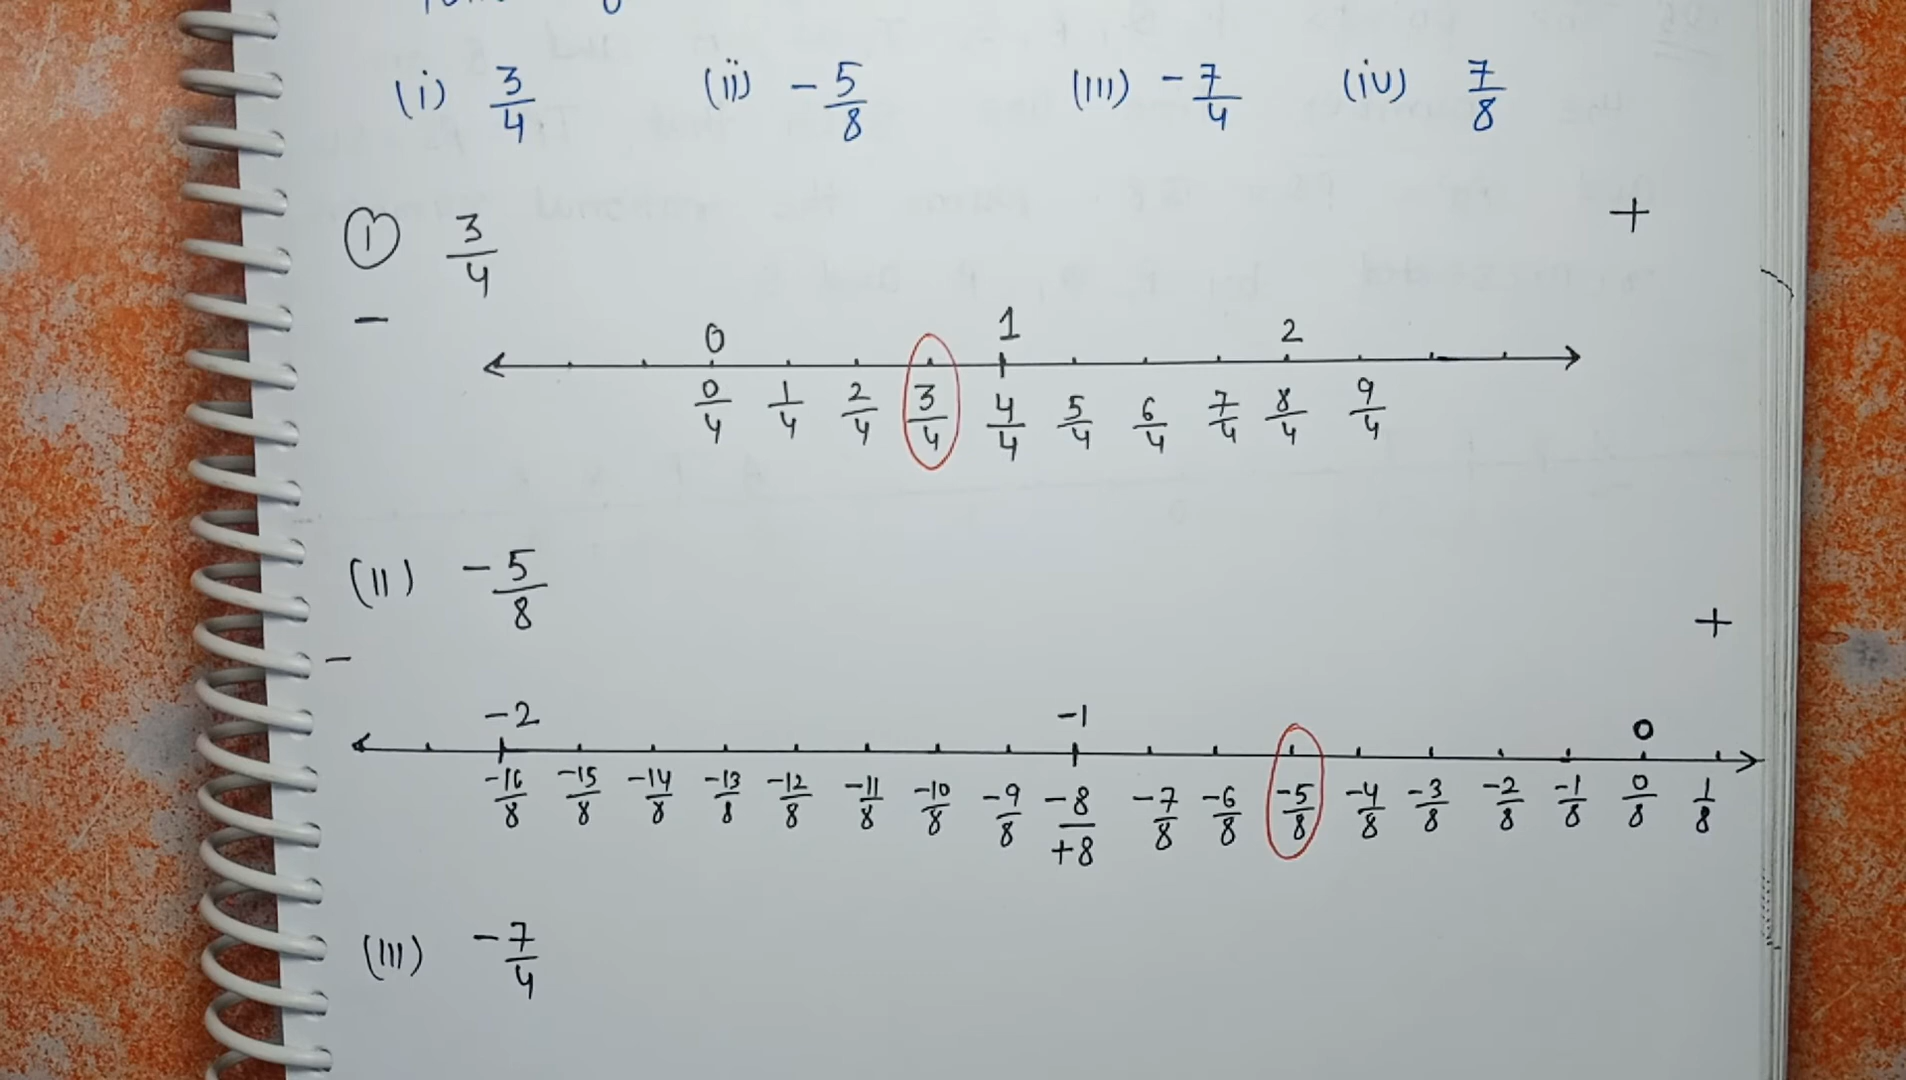 (i) 3/4 (ii) -5/8 (iii) -7/4 (iv) 7/8
① 3/4
+
-
0 1 2
0/4 1/4 2/4 3/4 4/4 5/4 6/4 7/4 8/4 9/4
(ii) -5/8
+
-
-2 -1 0
-16/8 -15/8 -14/8 -13/8 -12/8 -11/8 -10/8 -9/8 -8/8 -7/8 -6/8 -5/8 -4/8 -3/8 -2/8 -1/8 0/8 1/8
+8
(iii) -7/4